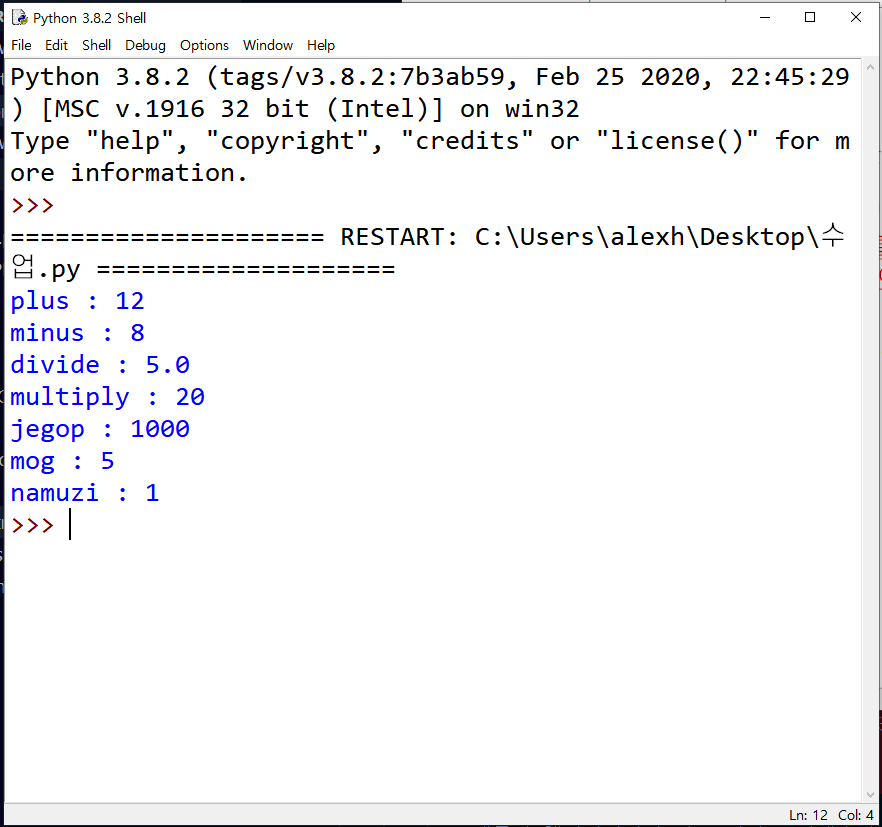 Python 3.8.2 Shell
File Edit Shell Debug Options Window Help
Python 3.8.2 (tags/v3.8.2:7b3ab59, Feb 25 2020, 22:45:29
) [MSC v.1916 32 bit (Intel)] on win32
Type "help", "copyright", "credits" or "license()" for m
ore information.
>>>
===================== RESTART: C:\Users\alexh\Desktop\수
업.py ====================
plus : 12
minus : 8
divide : 5.0
multiply : 20
jegop : 1000
mog : 5
namuzi : 1
>>>
Ln: 12 Col: 4